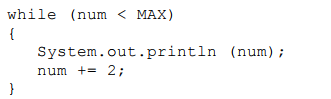 while (num < MAX)
{
    System.out.println (num);
    num += 2;
}